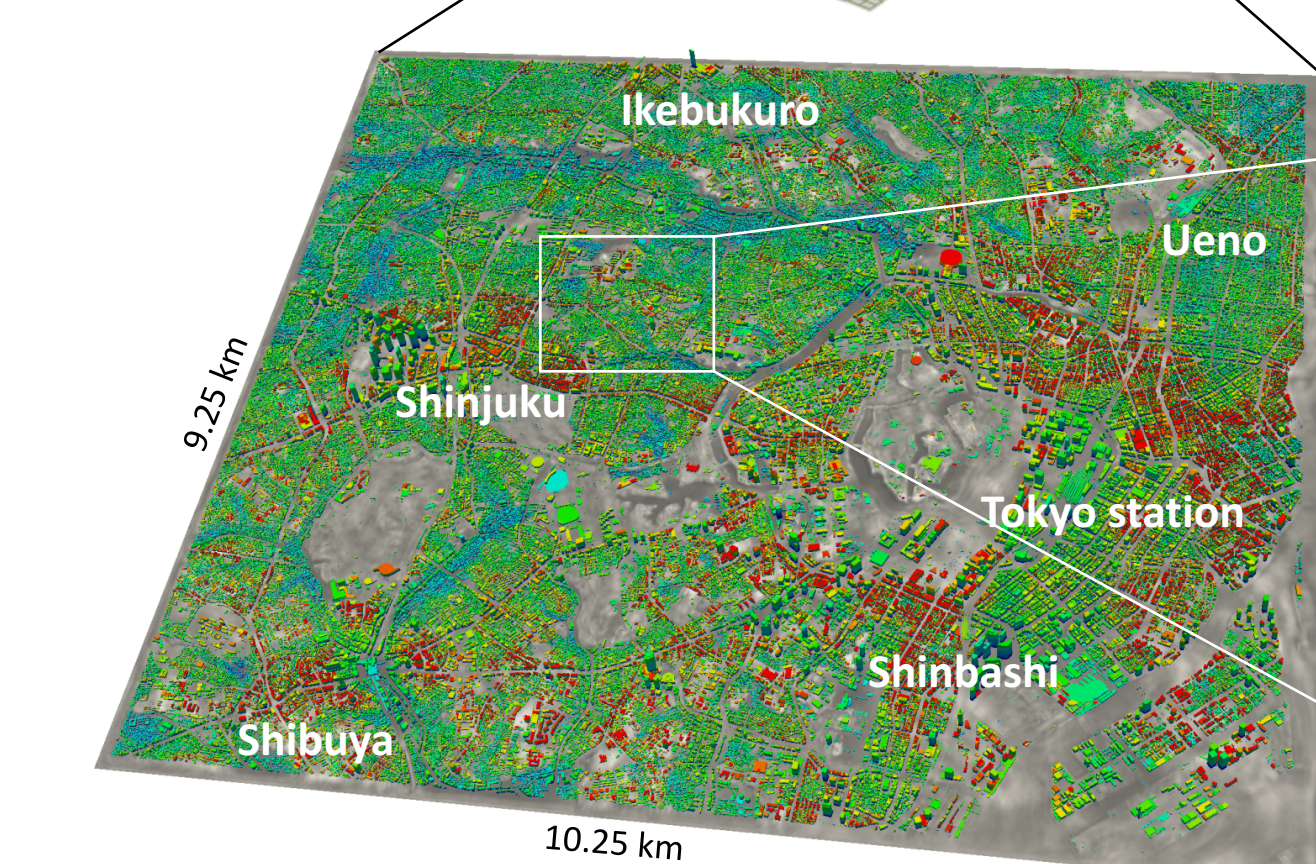 Ikebukuro
Ueno
9.25 km
Shinjuku
Tokyo station
Shinbashi
Shibuya
10.25 km